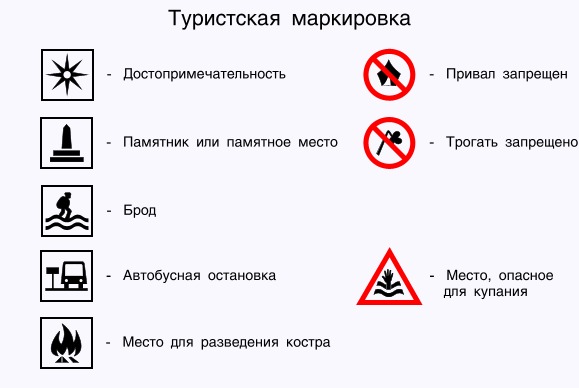 Туристская маркировка
- Достопримечательность
- Привал запрещен
- Памятник или памятное место
- Трогать запрещено
- Брод
- Автобусная остановка
- Место, опасное
для купания
- Место для разведения костра